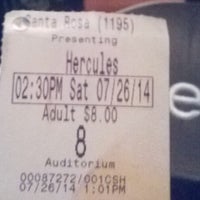 Santa Rosa (1195)
Presenting
Hercules
02:30PM Sat 07/26/14
Adult $8.00
8
Auditorium
00087272/001CSH
07/26/14 1:01PM
e